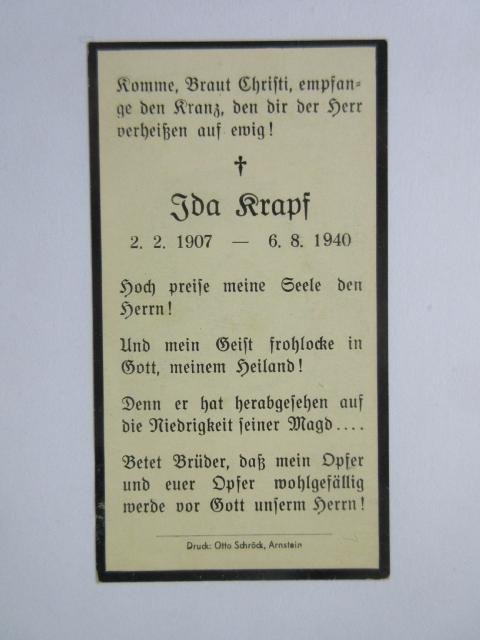 Komme, Braut Christi, empfan-
ge den Kranz, den dir der Herr
verheißen auf ewig!
†
Ida Krapf
2. 2. 1907 — 6. 8. 1940
Hoch preise meine Seele den
Herrn!
Und mein Geist frohlocke in
Gott, meinem Heiland!
Denn er hat herabgesehen auf
die Niedrigkeit seiner Magd....
Betet Brüder, daß mein Opfer
und euer Opfer wohlgefällig
werde vor Gott unserm Herrn!
Druck: Otto Schröck, Arnstein